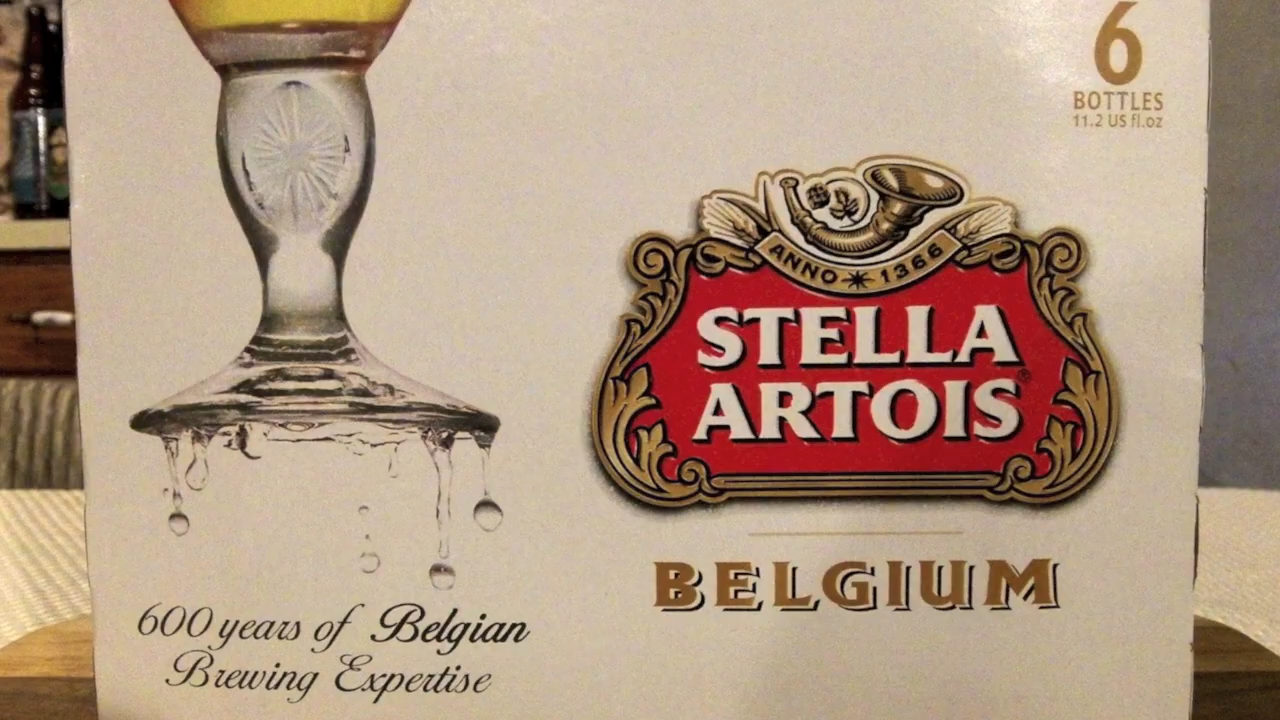 6
BOTTLES
11.2 US fl.oz
ANNO 1366
STELLA
ARTOIS®
BELGIUM
600 years of Belgian
Brewing Expertise